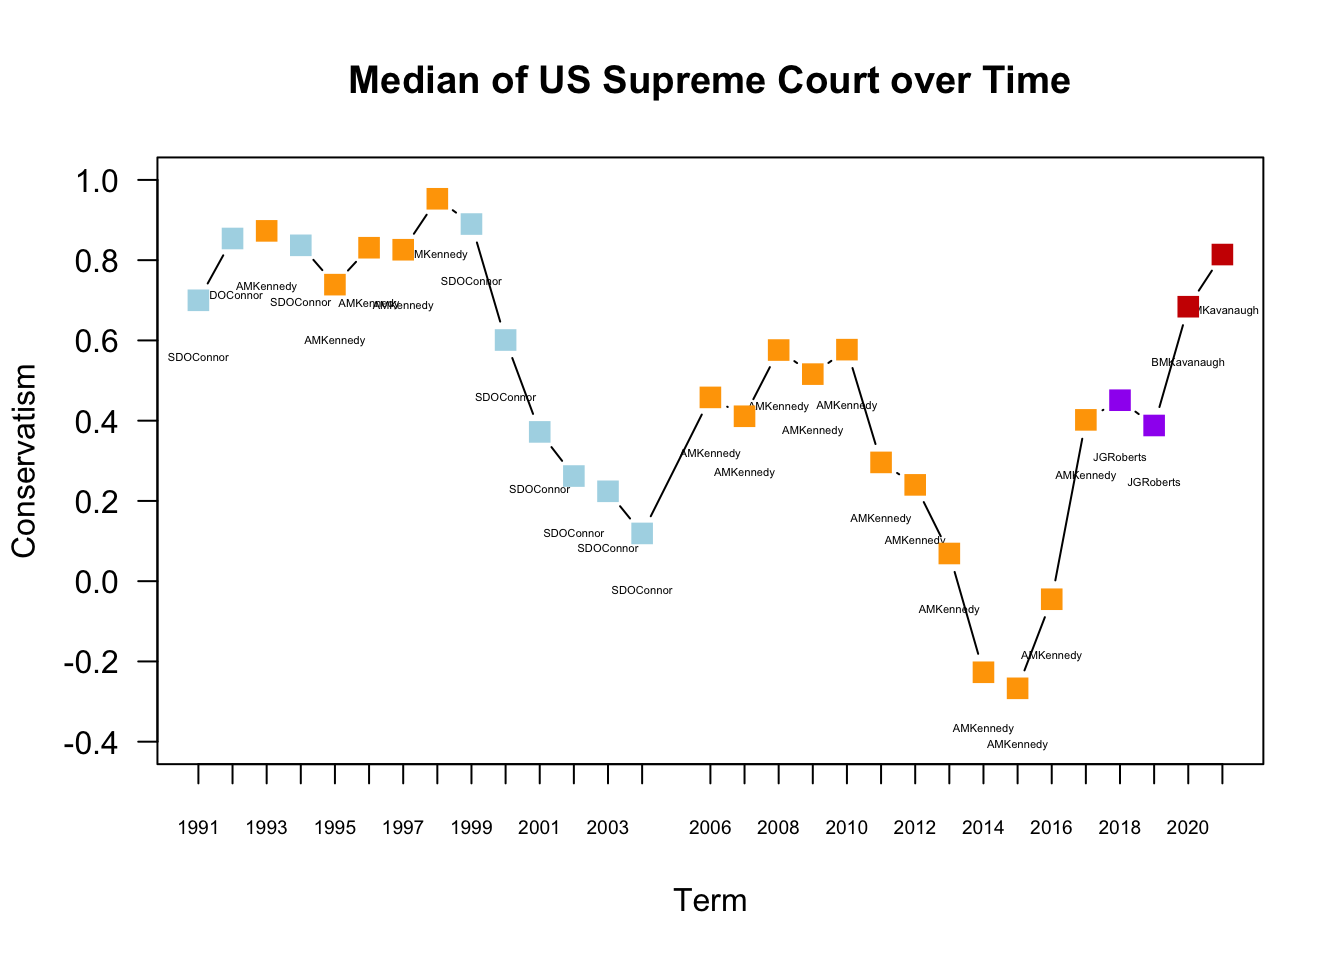 Median of US Supreme Court over Time
Conservatism
1.0
0.8
0.6
0.4
0.2
0.0
-0.2
-0.4
SDOConnor
DOConnor
AMKennedy
SDOConnor
AMKennedy
AMKennedy
AMKennedy
MKennedy
SDOConnor
SDOConnor
SDOConnor
SDOConnor
SDOConnor
SDOConnor
AMKennedy
AMKennedy
AMKennedy
AMKennedy
AMKennedy
AMKennedy
AMKennedy
AMKennedy
AMKennedy
AMKennedy
AMKennedy
AMKennedy
JGRoberts
JGRoberts
BMKavanaugh
MKavanaugh
1991 1993 1995 1997 1999 2001 2003 2006 2008 2010 2012 2014 2016 2018 2020
Term